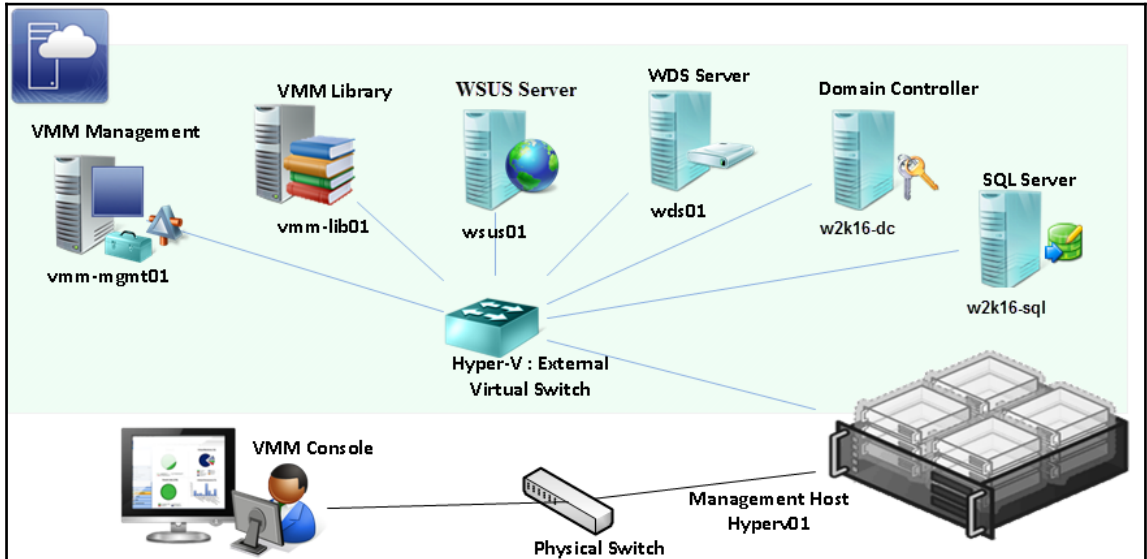 VMM Management
vmm-mgmt01
VMM Library
vmm-lib01
WSUS Server
wsus01
WDS Server
wds01
Domain Controller
w2k16-dc
SQL Server
w2k16-sql
Hyper-V : External
Virtual Switch
VMM Console
Physical Switch
Management Host
Hyperv01